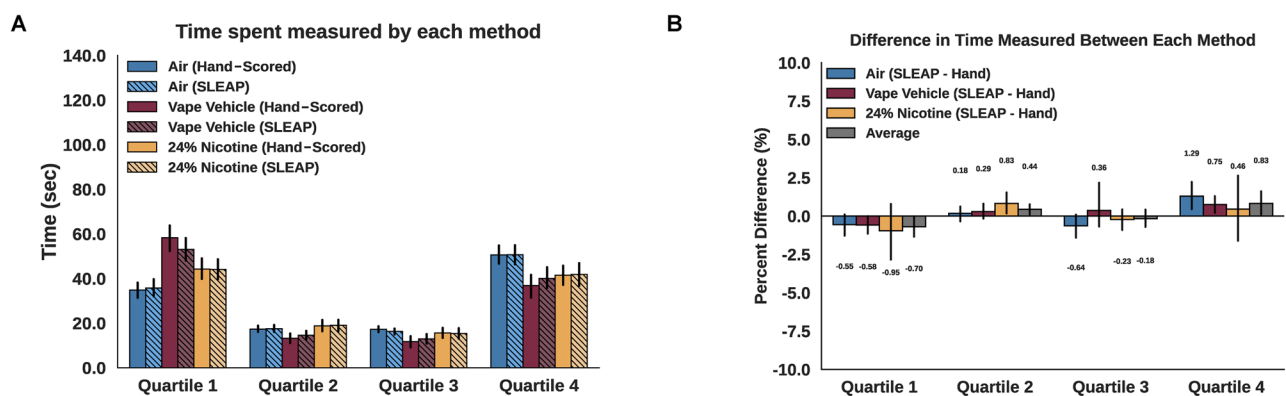 A
Time spent measured by each method
Time (sec)
140.0
120.0
100.0
80.0
60.0
40.0
20.0
0.0
Air (Hand-Scored)
Air (SLEAP)
Vape Vehicle (Hand-Scored)
Vape Vehicle (SLEAP)
24% Nicotine (Hand-Scored)
24% Nicotine (SLEAP)
Quartile 1 Quartile 2 Quartile 3 Quartile 4
B
Difference in Time Measured Between Each Method
Percent Difference (%)
10.0
7.5
5.0
2.5
0.0
-2.5
-5.0
-7.5
-10.0
Air (SLEAP - Hand)
Vape Vehicle (SLEAP - Hand)
24% Nicotine (SLEAP - Hand)
Average
-0.55 -0.58 -0.95 -0.70
0.18 0.29 0.83 0.44
-0.64 0.36 -0.23 -0.18
1.29 0.75 0.46 0.83
Quartile 1 Quartile 2 Quartile 3 Quartile 4